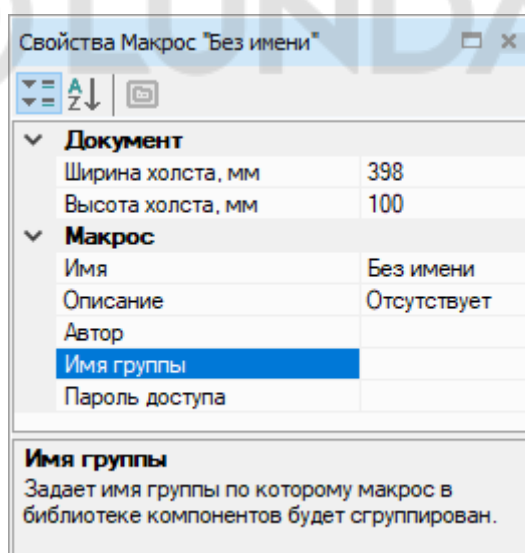 Свойства Макрос "Без имени"
Документ
Ширина холста, мм 398
Высота холста, мм 100
Макрос
Имя Без имени
Описание Отсутствует
Автор
Имя группы
Пароль доступа
Имя группы
Задает имя группы по которому макрос в
библиотеке компонентов будет сгруппирован.